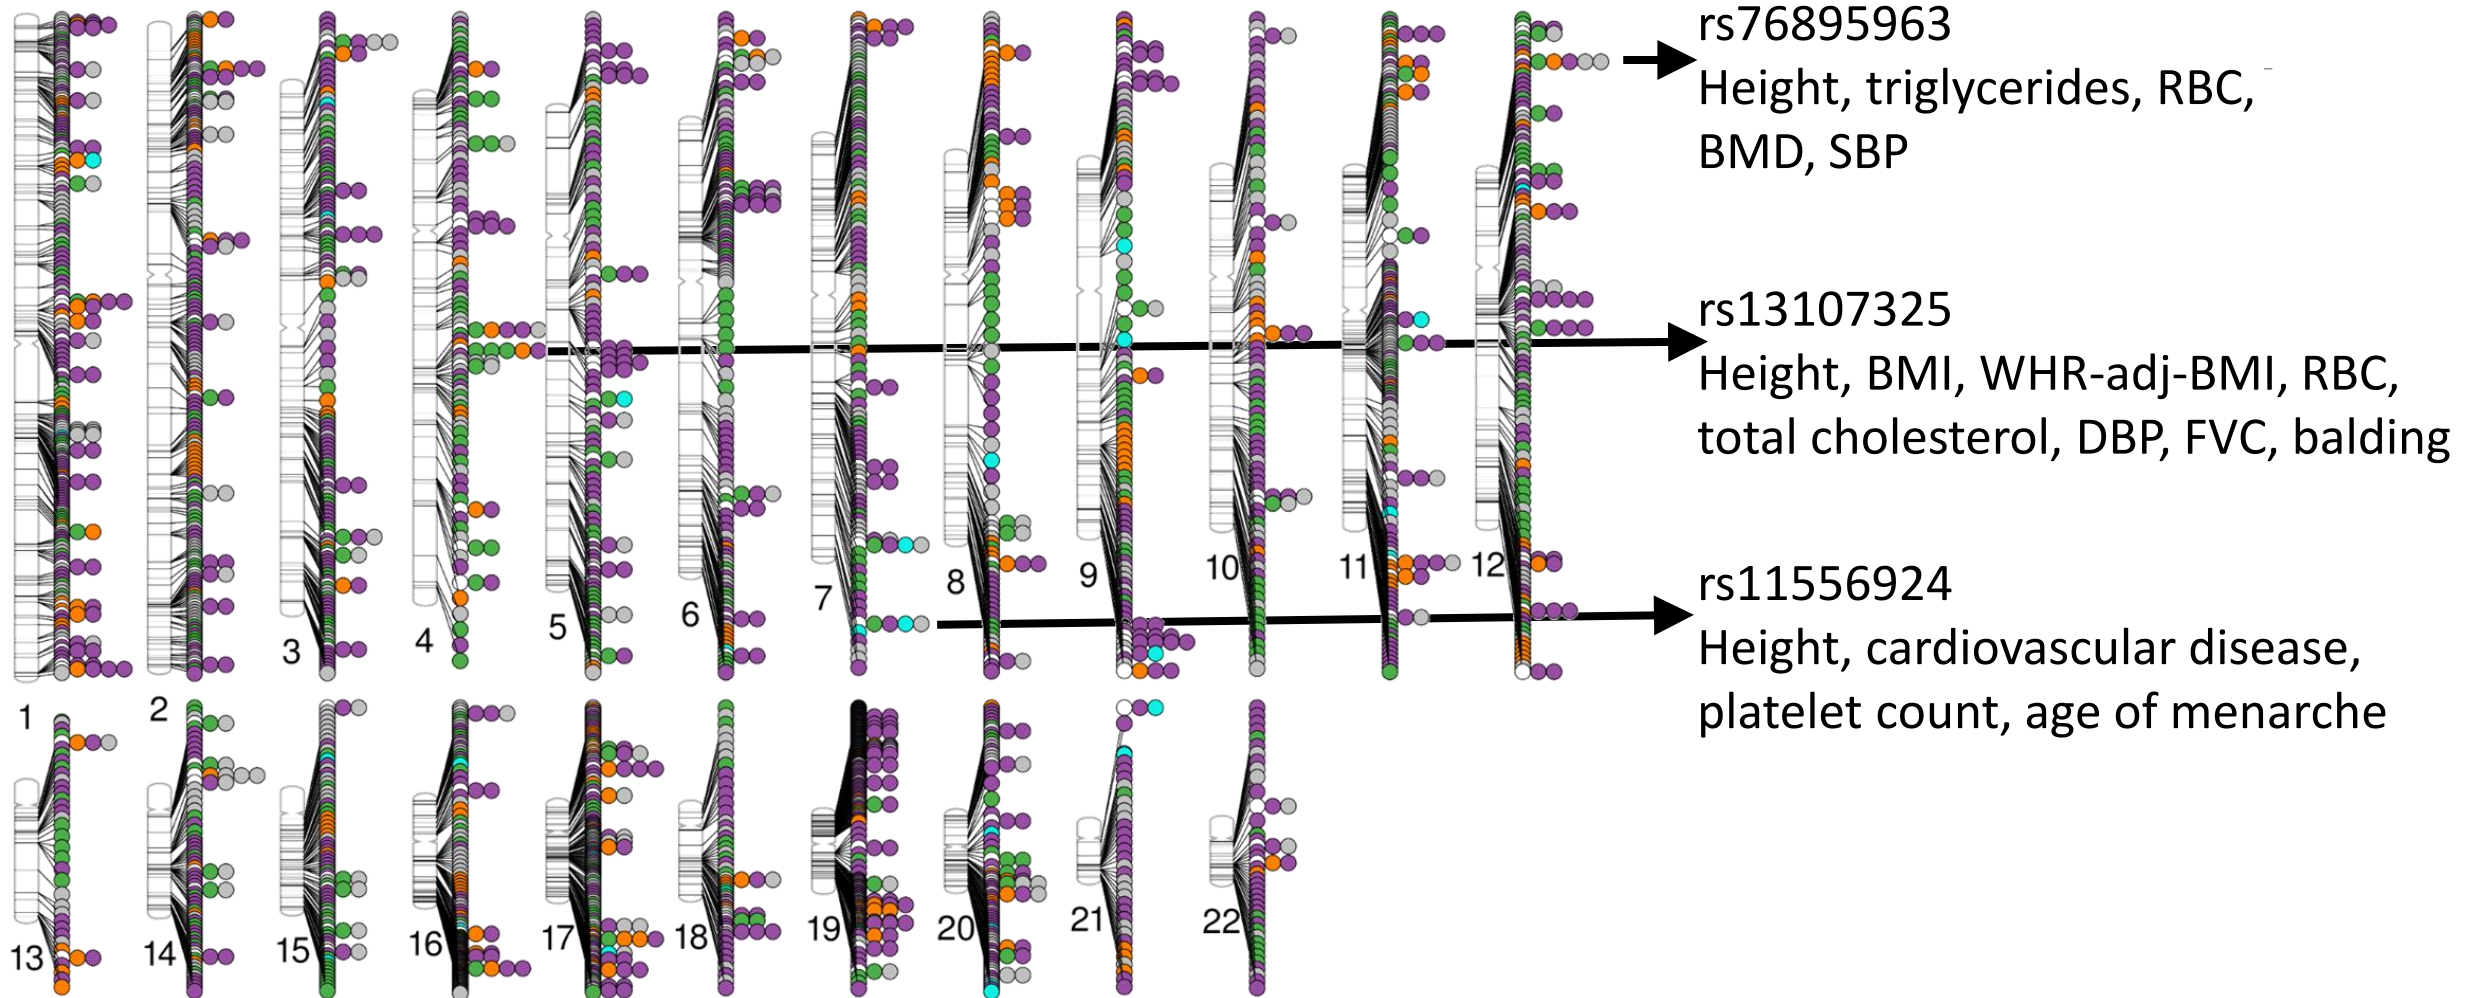 rs76895963
Height, triglycerides, RBC,
BMD, SBP
rs13107325
Height, BMI, WHR-adj-BMI, RBC,
total cholesterol, DBP, FVC, balding
rs11556924
Height, cardiovascular disease,
platelet count, age of menarche
1
2
3
4
5
6
7
8
9
10
11
12
13
14
15
16
17
18
19
20
21
22